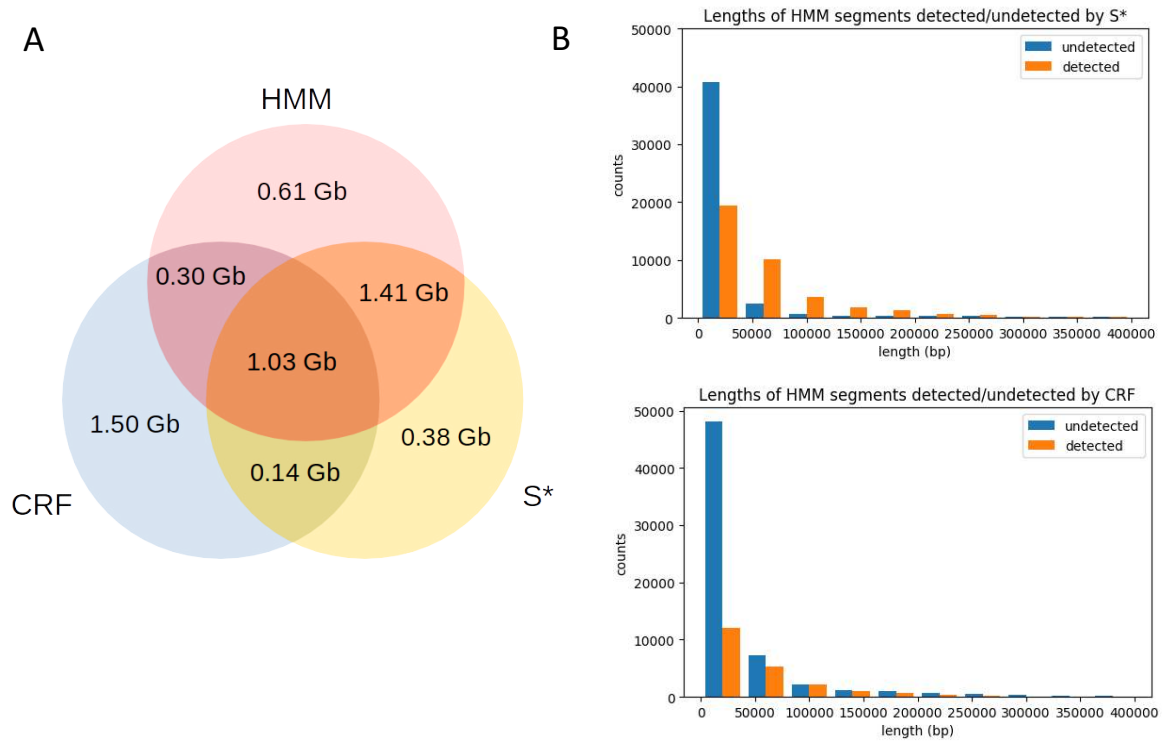 A
HMM
0.61 Gb
0.30 Gb
1.41 Gb
1.03 Gb
1.50 Gb
0.38 Gb
0.14 Gb
CRF
S*
B
Lengths of HMM segments detected/undetected by S*
undetected
detected
50000
40000
30000
20000
10000
0
counts
0 50000 100000 150000 200000 250000 300000 350000 400000
length (bp)
Lengths of HMM segments detected/undetected by CRF
undetected
detected
50000
40000
30000
20000
10000
0
counts
0 50000 100000 150000 200000 250000 300000 350000 400000
length (bp)